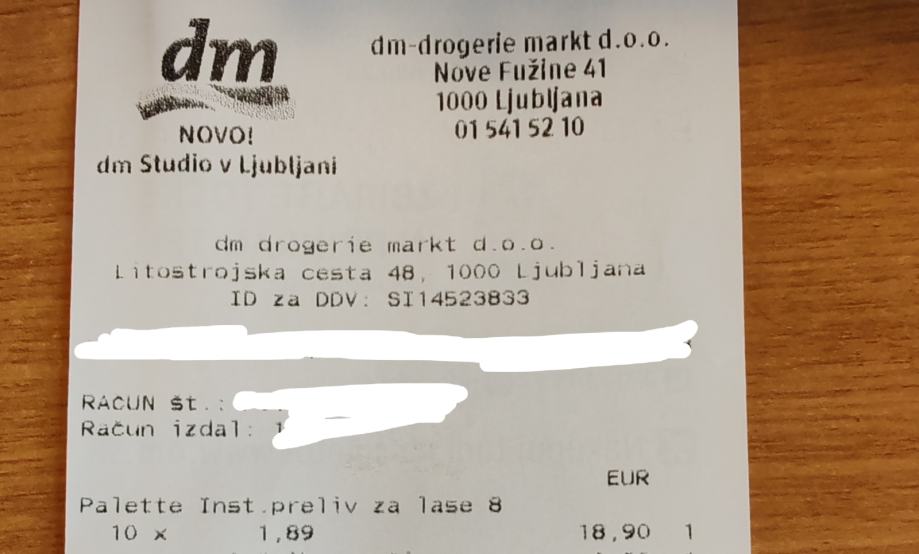 dm
NOVO!
dm Studio v Ljubljani
dm-drogerie markt d.o.o.
Nove Fužine 41
1000 Ljubljana
01 541 52 10
dm drogerie markt d.o.o.
Litostrojska cesta 48, 1000 Ljubljana
ID za DDV: SI14523833
RAČUN št.:
Račun izdal: 1
EUR
Palette Inst.preliv za lase 8
10 x 1,89 18,90 1